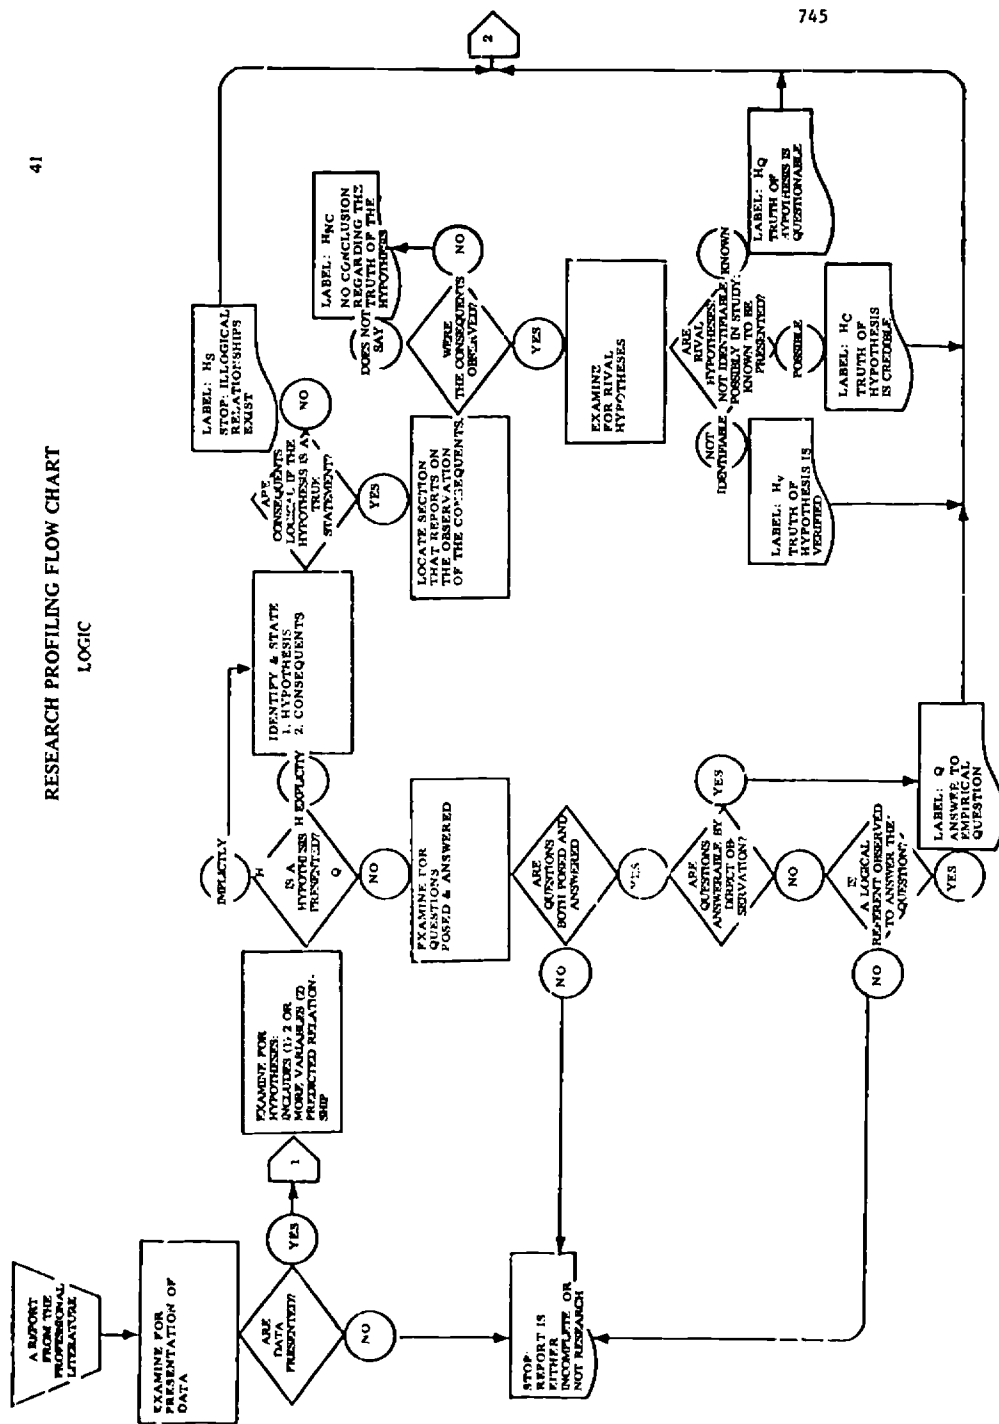 745
41
RESEARCH PROFILING FLOW CHART
LOGIC
A REPORT
FROM THE
PROFESSIONAL
LITERATURE
EXAMINE FOR
PRESENTATION OF
DATA
ARE
DATA
PRESENTED?
YES
NO
1
EXAMINE FOR
HYPOTHESES:
INCLUDES (1) 2 OR
MORE VARIABLES (2)
PREDICTED RELATION-
SHIP
IS A
HYPOTHESIS
PRESENTED?
H
IMPLICITLY
H
EXPLICITLY
Q
NO
IDENTIFY & STATE
1. HYPOTHESIS
2. CONSEQUENTS
ARE
CONSEQUENTS
LOGICAL IF THE
HYPOTHESIS IS A
TRUE
STATEMENT?
NO
YES
LABEL: HS
STOP: ILLOGICAL
RELATIONSHIPS
EXIST
2
LOCATE SECTION
THAT REPORTS ON
THE OBSERVATION
OF THE CONSEQUENTS
WERE
THE CONSEQUENTS
OBSERVED?
DOES NOT
SAY
NO
YES
LABEL: HNC
NO CONCLUSION
REGARDING THE
TRUTH OF THE
HYPOTHESIS
EXAMINE
FOR RIVAL
HYPOTHESES
ARE
RIVAL
HYPOTHESES:
NOT IDENTIFIABLE
POSSIBLY IN STUDY:
KNOWN TO BE
PRESENTED?
NOT
IDENTIFIABLE
POSSIBLE
KNOWN
LABEL: Hv
TRUTH OF
HYPOTHESIS IS
VERIFIED
LABEL: HC
TRUTH OF
HYPOTHESIS
IS CREDIBLE
LABEL: HQ
TRUTH OF
HYPOTHESIS IS
QUESTIONABLE
EXAMINE FOR
QUESTIONS
POSED & ANSWERED
ARE
QUESTIONS
BOTH POSED AND
ANSWERED
NO
YES
ARE
QUESTIONS
ANSWERABLE BY
DIRECT OB-
SERVATION?
YES
NO
IS
A LOGICAL
REFERENT OBSERVED
TO ANSWER THE
QUESTION?
NO
YES
LABEL: Q
ANSWER TO
EMPIRICAL
QUESTION
STOP:
REPORT IS
EITHER
INCOMPLETE OR
NOT RESEARCH